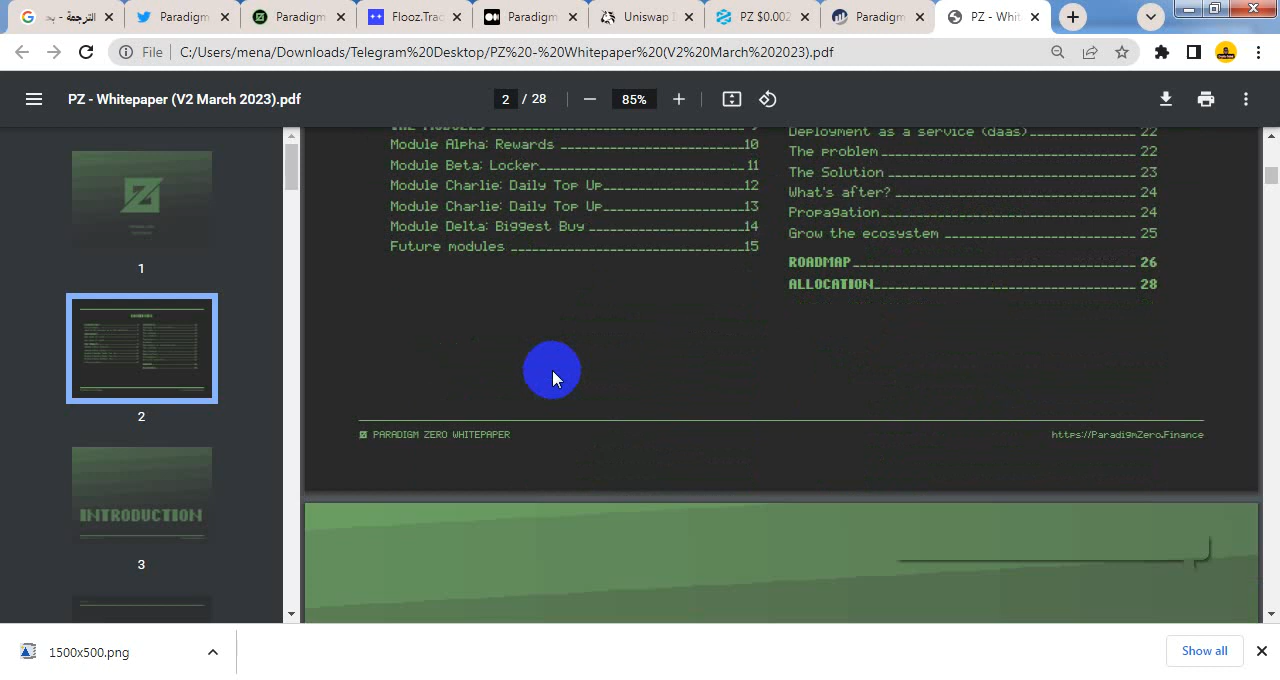 الترجمة - بح
Paradigm
Paradigm
Flooz.Trac
Paradigm
Uniswap
PZ $0.002
Paradigm
PZ - Whit
File
C:/Users/mena/Downloads/Telegram%20Desktop/PZ%20-%20Whitepaper%20(V2%20March%202023).pdf
PZ - Whitepaper (V2 March 2023).pdf
2 / 28
85%
1
2
INTRODUCTION
3
THE MODULES 9
Module Alpha: Rewards 10
Module Beta: Locker 11
Module Charlie: Daily Top Up 12
Module Charlie: Daily Top Up 13
Module Delta: Biggest Buy 14
Future modules 15
Deployment as a service (daas) 22
The problem 22
The Solution 23
What's after? 24
Propagation 24
Grow the ecosystem 25
ROADMAP 26
ALLOCATION 28
PARADIGM ZERO WHITEPAPER
https://ParadigmZero.Finance
1500x500.png
Show all